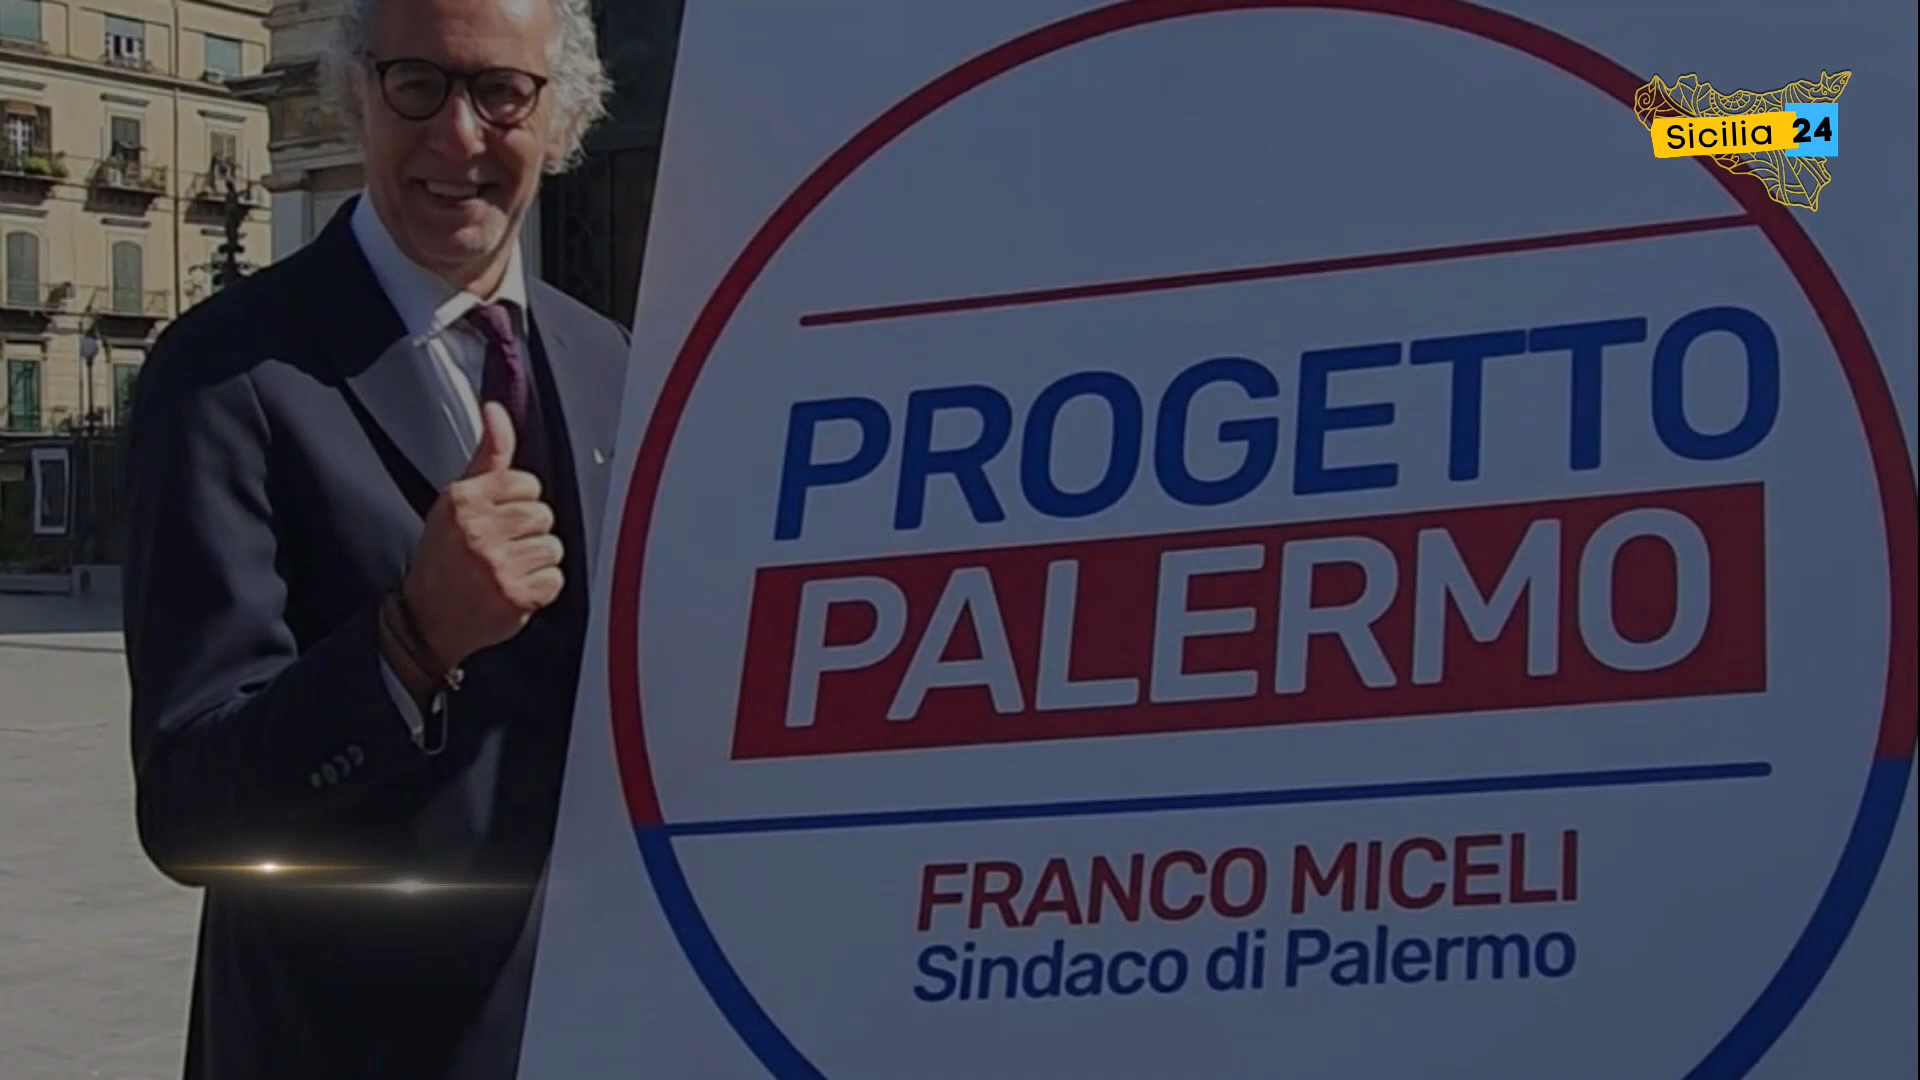 Sicilia 24
PROGETTO
PALERMO
FRANCO MICELI
Sindaco di Palermo